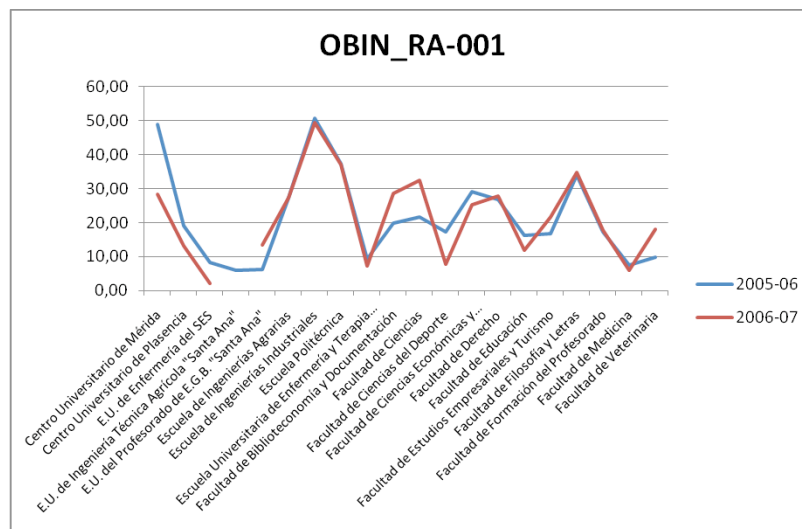 OBIN_RA-001
60,00
50,00
40,00
30,00
20,00
10,00
0,00
2005-06
2006-07
Centro Universitario de Mérida
Centro Universitario de Plasencia
E.U. de Enfermería del SES
E.U. de Ingeniería Técnica Agrícola "Santa Ana"
E.U. del Profesorado de E.G.B. "Santa Ana"
Escuela de Ingenierías Agrarias
Escuela de Ingenierías Industriales
Escuela Politécnica
Escuela Universitaria de Enfermería y Terapia...
Facultad de Biblioteconomía y Documentación
Facultad de Ciencias
Facultad de Ciencias del Deporte
Facultad de Ciencias Económicas y...
Facultad de Derecho
Facultad de Educación
Facultad de Estudios Empresariales y Turismo
Facultad de Filosofía y Letras
Facultad de Formación del Profesorado
Facultad de Medicina
Facultad de Veterinaria